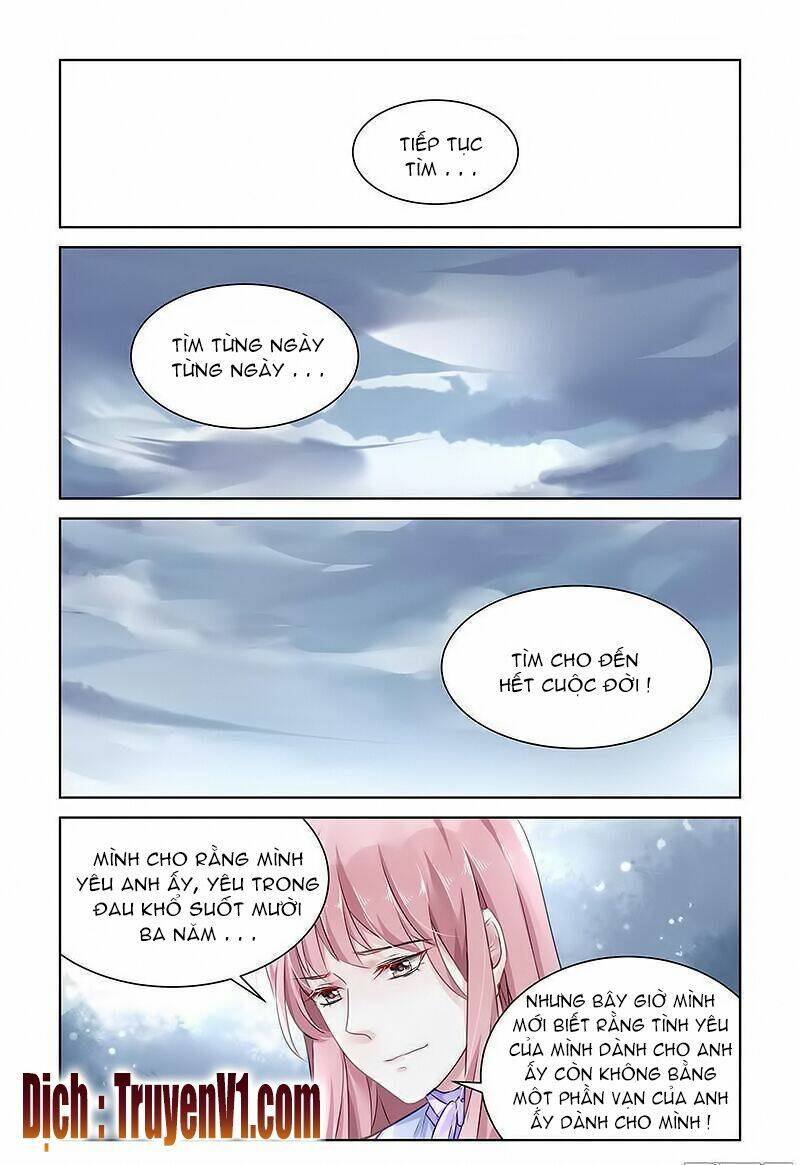 TIẾP TỤC
TÌM . . .
TÌM TỪNG NGÀY
TỪNG NGÀY . . .
TÌM CHO ĐẾN
HẾT CUỘC ĐỜI !
MÌNH CHO RẰNG MÌNH
YÊU ANH ẤY, YÊU TRONG
ĐAU KHỔ SUỐT MƯỜI
BA NĂM . . .
NHƯNG BÂY GIỜ MÌNH
MỚI BIẾT RẰNG TÌNH YÊU
CỦA MÌNH DÀNH CHO ANH
ẤY CÒN KHÔNG BẰNG
MỘT PHẦN VẠN CỦA ANH
ẤY DÀNH CHO MÌNH !
Dịch : TruyenV1.com